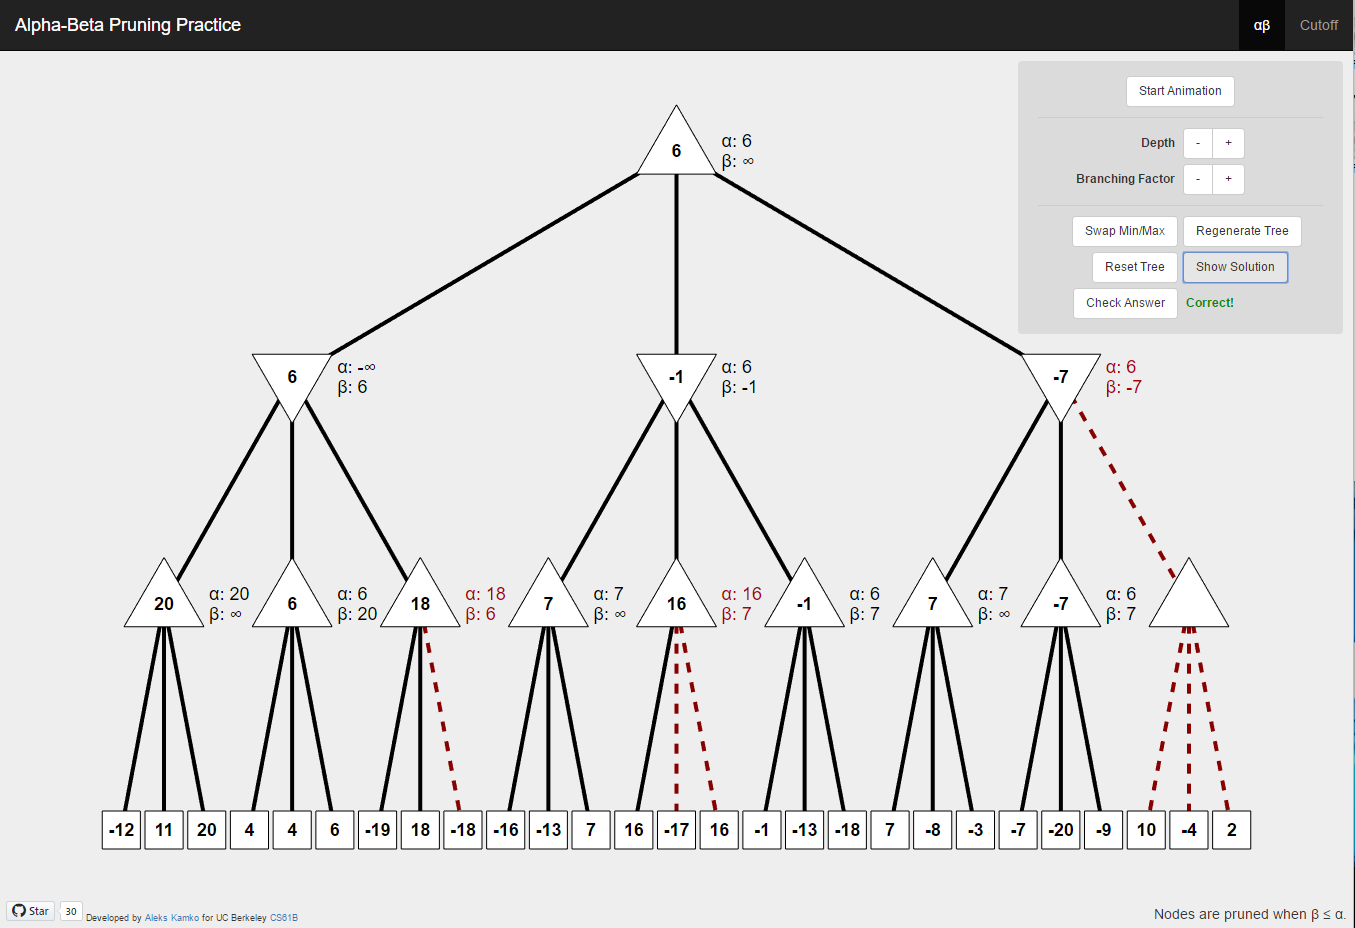 Alpha-Beta Pruning Practice
αβ
Cutoff
Start Animation
Depth
-
+
Branching Factor
-
+
Swap Min/Max
Regenerate Tree
Reset Tree
Show Solution
Check Answer
Correct!
6
α: 6
β: ∞
6
α: -∞
β: 6
-1
α: 6
β: -1
-7
α: 6
β: -7
20
α: 20
β: ∞
6
α: 6
β: 20
18
α: 18
β: 6
7
α: 7
β: ∞
16
α: 16
β: 7
-1
α: 6
β: 7
7
α: 7
β: ∞
-7
α: 6
β: 7
-12 11 20 4 4 6 -19 18 -18 -16 -13 7 16 -17 16 -1 -13 -18 7 -8 -3 -7 -20 -9 10 -4 2
Star
30
Developed by Aleks Kamko for UC Berkeley CS61B
Nodes are pruned when β ≤ α.